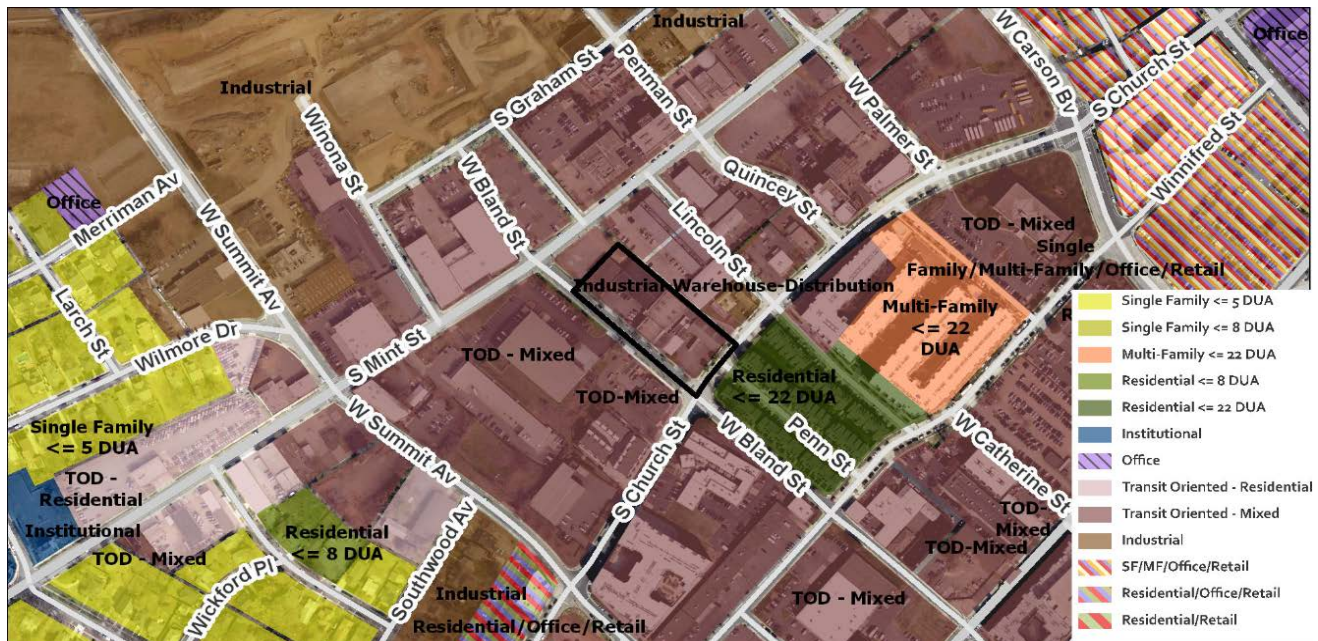 Industrial
Office
Industrial
Penman St
W Carson Bv
S Church St
S Graham St
W Palmer St
Winnifred St
Winona St
W Bland St
Quincey St
Office
Merriman Av
W Summit Av
Lincoln St
TOD - Mixed
Single
Family/Multi-Family/Office/Retail
Industrial-Warehouse-Distribution
Multi-Family
<= 22
DUA
Larch St
Wilmore Dr
S Mint St
TOD - Mixed
TOD-Mixed
Residential
<= 22 DUA
Single Family
<= 5 DUA
W Summit Av
S Church St
W Bland St
Penn St
W Catherine St
TOD -
Residential
Institutional
TOD - Mixed
Residential
<= 8 DUA
Southwood Av
Wickford Pl
Industrial
Residential/Office/Retail
TOD - Mixed
TOD-
Mixed
TOD-Mixed
R
Single Family <= 5 DUA
Single Family <= 8 DUA
Multi-Family <= 22 DUA
Residential <= 8 DUA
Residential <= 22 DUA
Institutional
Office
Transit Oriented - Residential
Transit Oriented - Mixed
Industrial
SF/MF/Office/Retail
Residential/Office/Retail
Residential/Retail